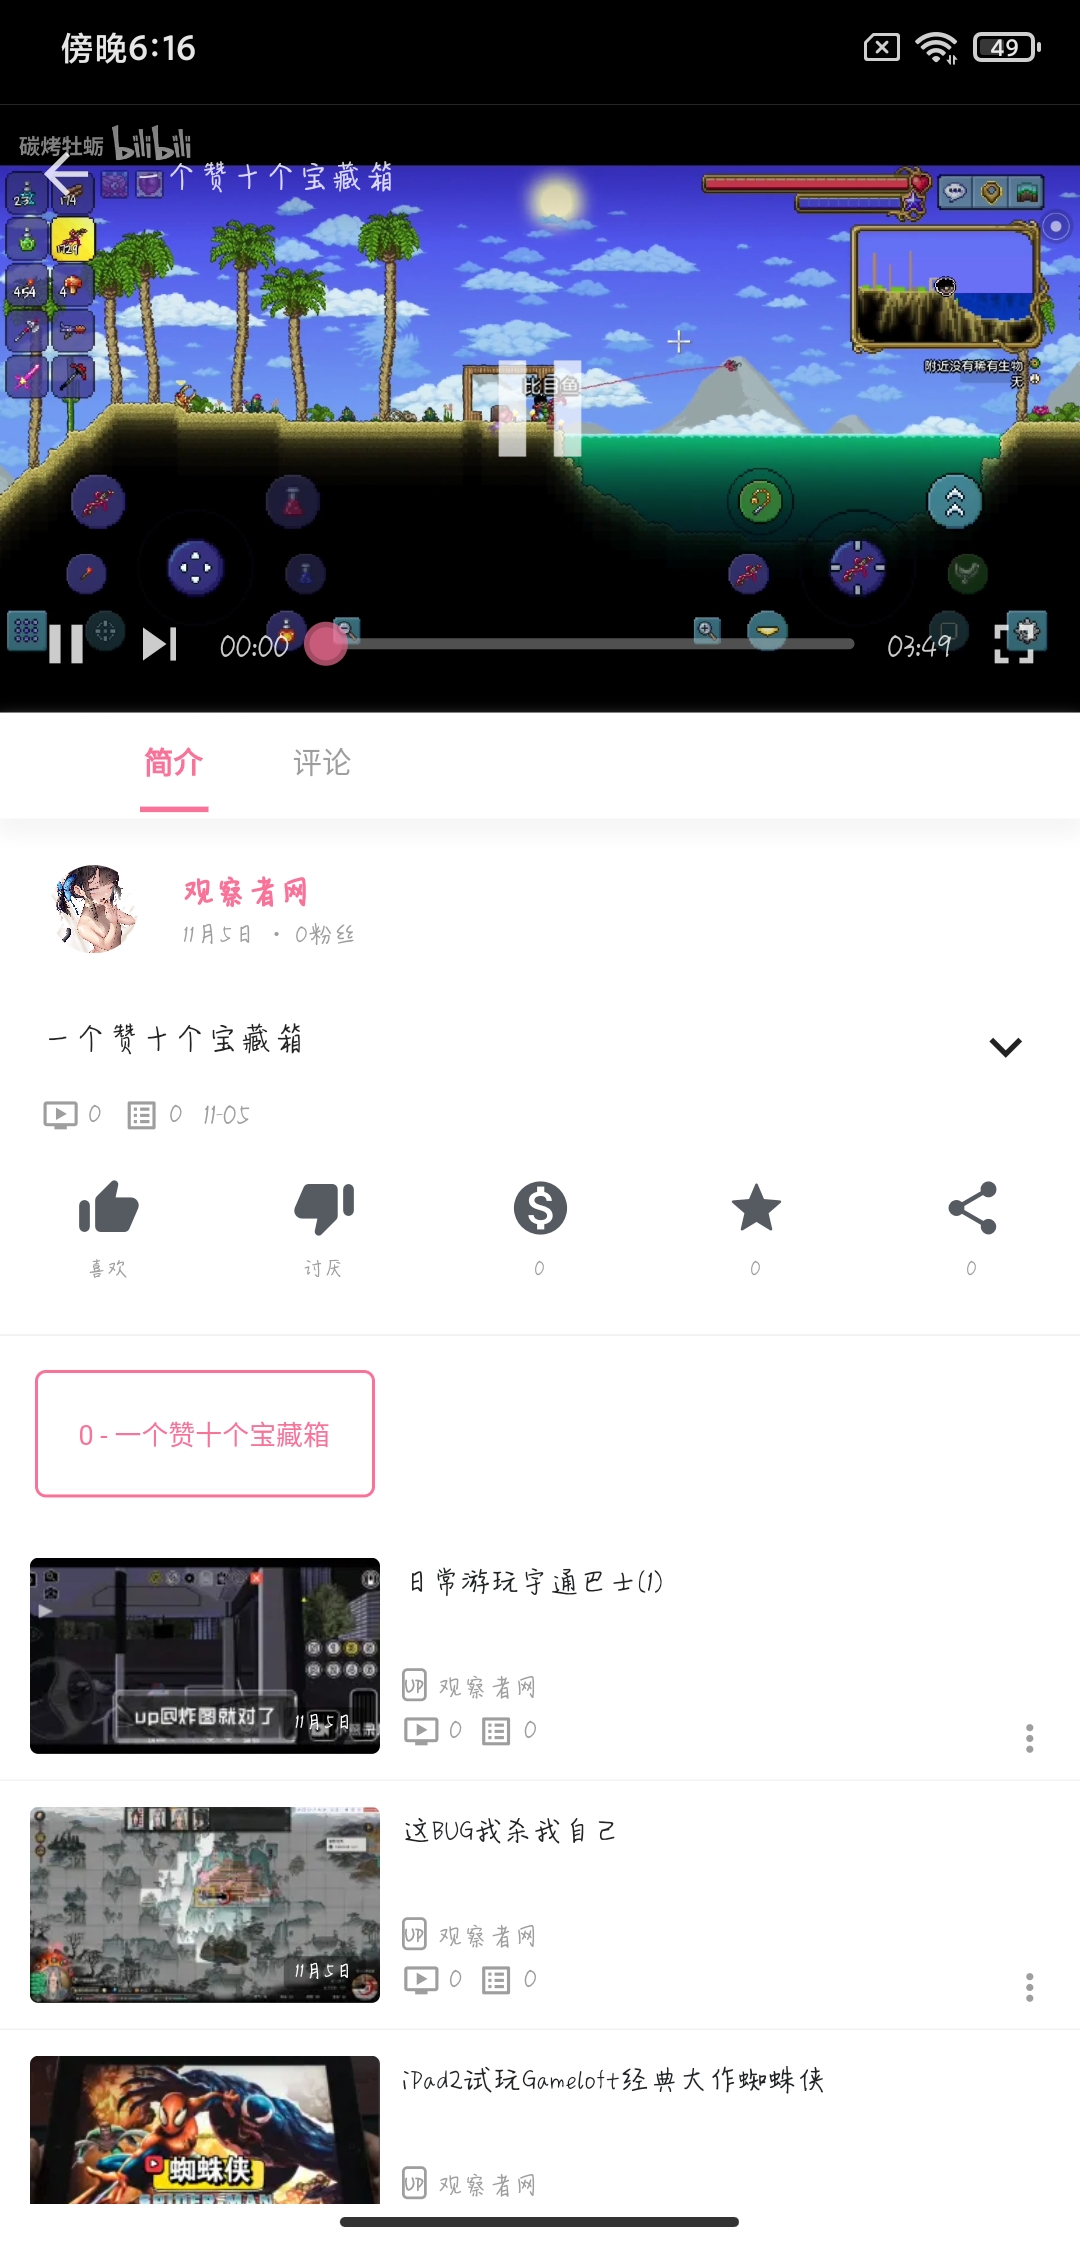 傍晚6:16
49
碳烤牡蛎 bilibili
一个赞十个宝藏箱
174
1729
454
4
比目鱼
附近没有稀有生物
无
00:00
03:49
简介
评论
观察者网
11月5日 · 0粉丝
一个赞十个宝藏箱
0 0 11-05
喜欢
讨厌
0
0
0
0 - 一个赞十个宝藏箱
日常游玩宇通巴士(1)
up@炸图就对了
11月5日
UP 观察者网
0 0
这BUG我杀我自己
11月5日
UP 观察者网
0 0
iPad2试玩Gameloft经典大作蜘蛛侠
蜘蛛侠
SPIDER-MAN
UP 观察者网